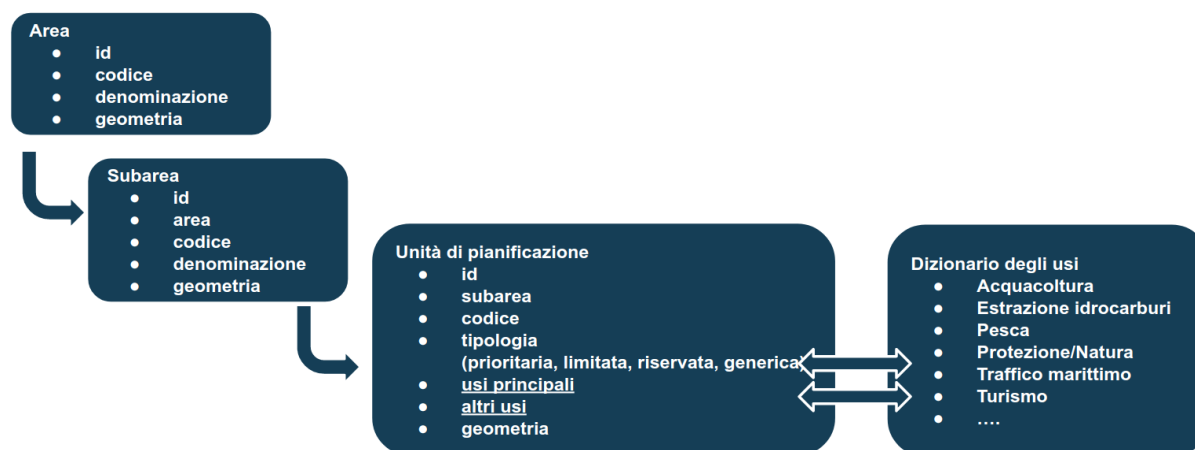 Area
● id
● codice
● denominazione
● geometria
Subarea
● id
● area
● codice
● denominazione
● geometria
Unità di pianificazione
● id
● subarea
● codice
● tipologia
(prioritaria, limitata, riservata, generica)
● usi principali
● altri usi
● geometria
Dizionario degli usi
● Acquacoltura
● Estrazione idrocarburi
● Pesca
● Protezione/Natura
● Traffico marittimo
● Turismo
● ....